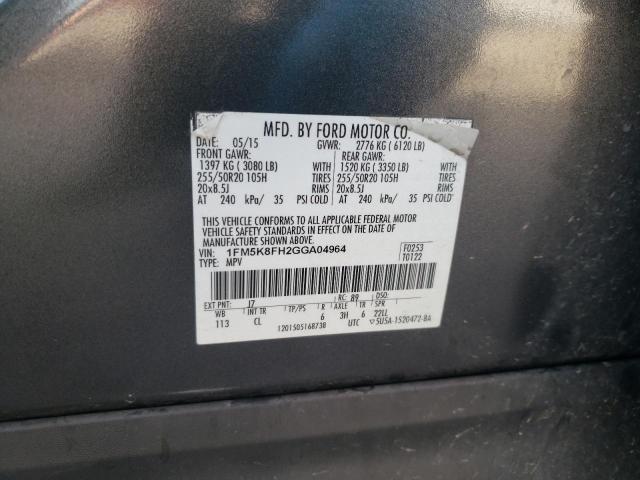 MFD. BY FORD MOTOR CO.
DATE: 05/15 GVWR: 2776 KG ( 6120 LB)
FRONT GAWR: REAR GAWR:
1397 KG ( 3080 LB) WITH 1520 KG ( 3350 LB) WITH
255/50R20 105H TIRES 255/50R20 105H TIRES
20x8.5J RIMS 20x8.5J RIMS
AT 240 kPa/ 35 PSI COLD AT 240 kPa/ 35 PSI COLD
THIS VEHICLE CONFORMS TO ALL APPLICABLE FEDERAL MOTOR
VEHICLE SAFETY STANDARDS IN EFFECT ON THE DATE OF
MANUFACTURE SHOWN ABOVE.
VIN: 1FM5K8FH2GGA04964 F0253
TYPE: MPV T0122
EXT PNT: J7 RC: 89 DSO:
WB INT TR TP/PS R AXLE TR SPR
113 CL 6 3H 6 22LL
1201505168738 UTC 5U5A-1520472-BA